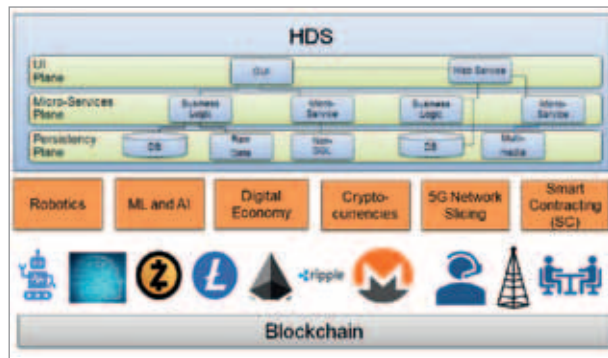 HDS
UI
Plane
GUI
Web Service
Micro-Services
Plane
Business
Logic
Micro-
Service
Business
Logic
Micro-
Service
Persistency
Plane
DB
Raw
Data
Non-
SQL
DB
Multi-
media
Robotics
ML and AI
Digital
Economy
Crypto-
currencies
5G Network
Slicing
Smart
Contracting
(SC)
ripple
Blockchain